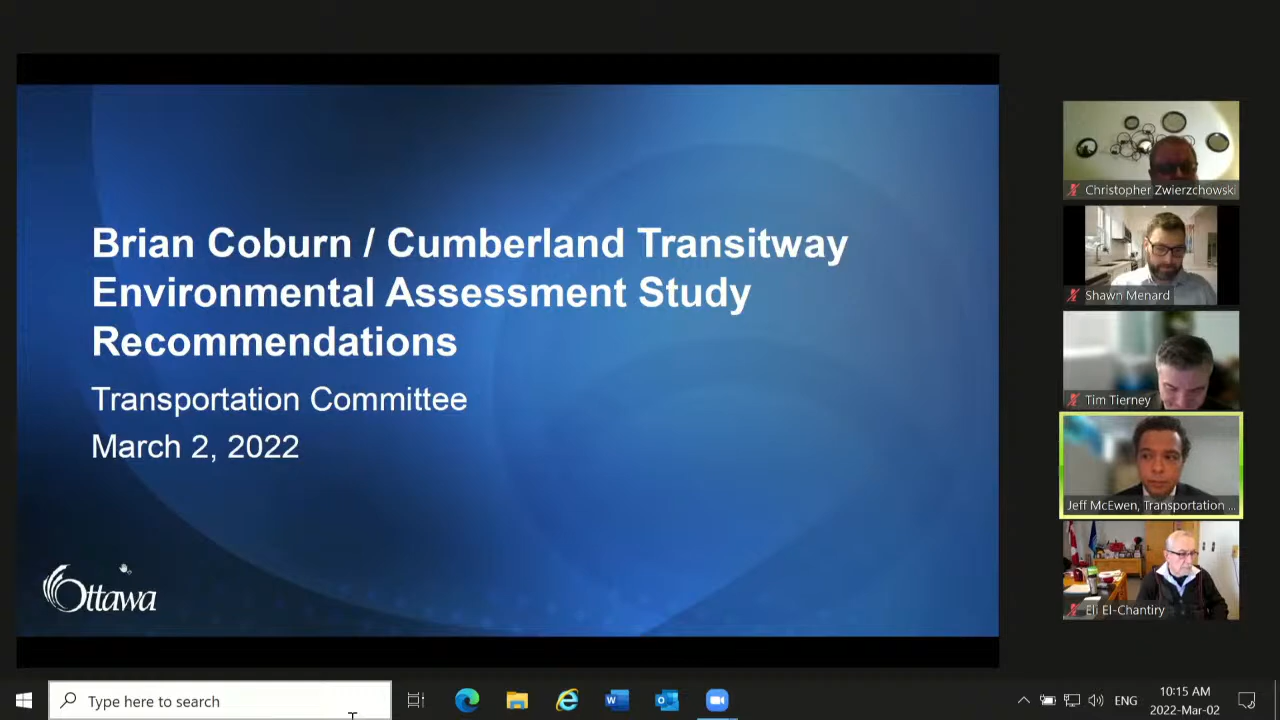 Brian Coburn / Cumberland Transitway
Environmental Assessment Study
Recommendations
Transportation Committee
March 2, 2022
Ottawa
Christopher Zwierzchowski
Shawn Menard
Tim Tierney
Jeff McEwen, Transportation ...
Eli El-Chantiry
Type here to search
ENG
10:15 AM
2022-Mar-02